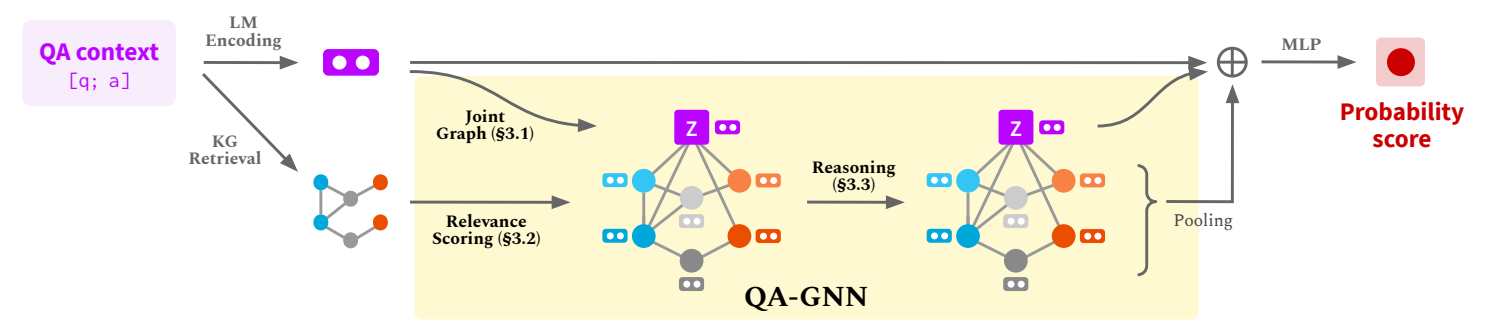 LM
Encoding
QA context
[q; a]
KG
Retrieval
Joint
Graph (§3.1)
Relevance
Scoring (§3.2)
Z
Reasoning
(§3.3)
Z
QA-GNN
Pooling
MLP
Probability
score